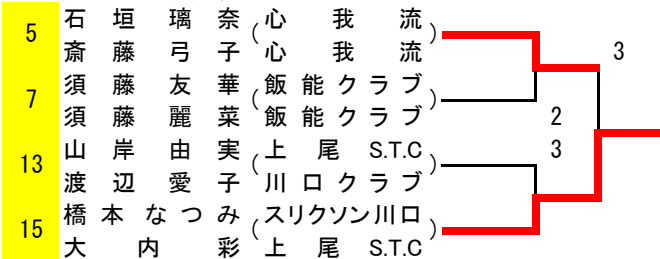 5
石垣璃奈(心我流)
斎藤弓子(心我流)
3
7
須藤友華(飯能クラブ)
須藤麗菜(飯能クラブ)
2
13
山岸由実(上尾S.T.C)
渡辺愛子(川口クラブ)
3
15
橋本なつみ(スリクソン川口)
大内彩(上尾S.T.C)